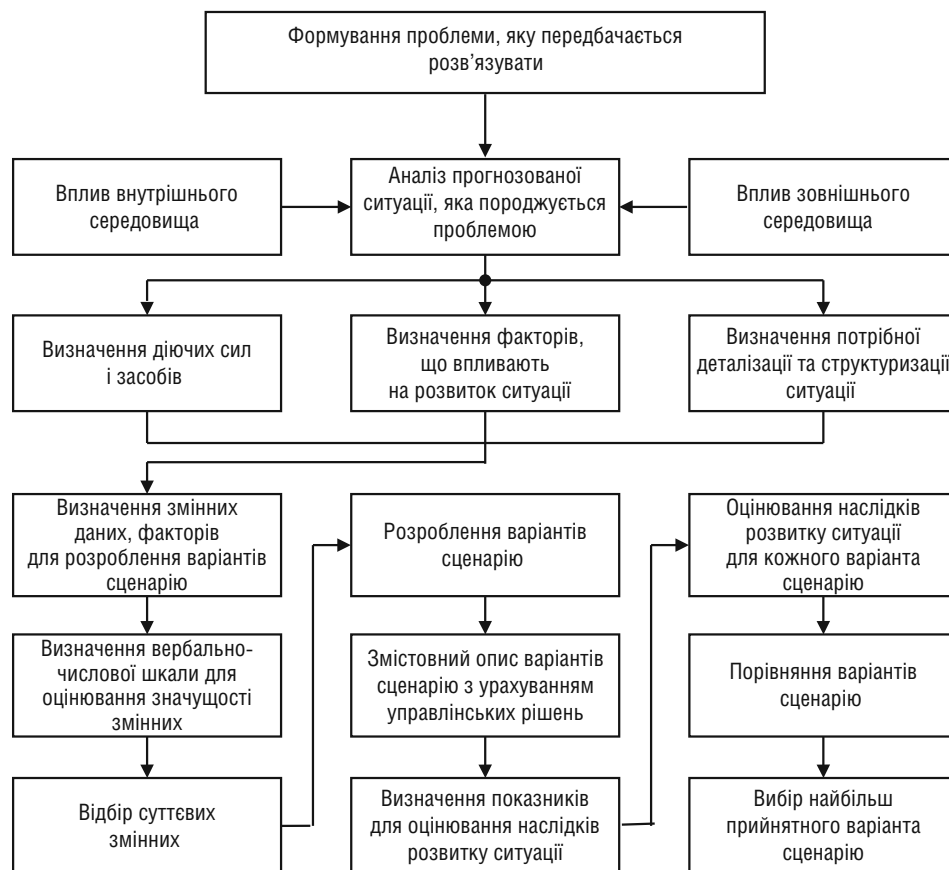 Формування проблеми, яку передбачається
розв’язувати
Вплив внутрішнього
середовища
Аналіз прогнозованої
ситуації, яка породжується
проблемою
Вплив зовнішнього
середовища
Визначення діючих сил
і засобів
Визначення факторів,
що впливають
на розвиток ситуації
Визначення потрібної
деталізації та структуризації
ситуації
Визначення змінних
даних, факторів
для розроблення варіантів
сценарію
Визначення вербально-
числової шкали для
оцінювання значущості
змінних
Відбір суттєвих
змінних
Розроблення варіантів
сценарію
Змістовний опис варіантів
сценарію з урахуванням
управлінських рішень
Визначення показників
для оцінювання наслідків
розвитку ситуації
Оцінювання наслідків
розвитку ситуації
для кожного варіанта
сценарію
Порівняння варіантів
сценарію
Вибір найбільш
прийнятного варіанта
сценарію